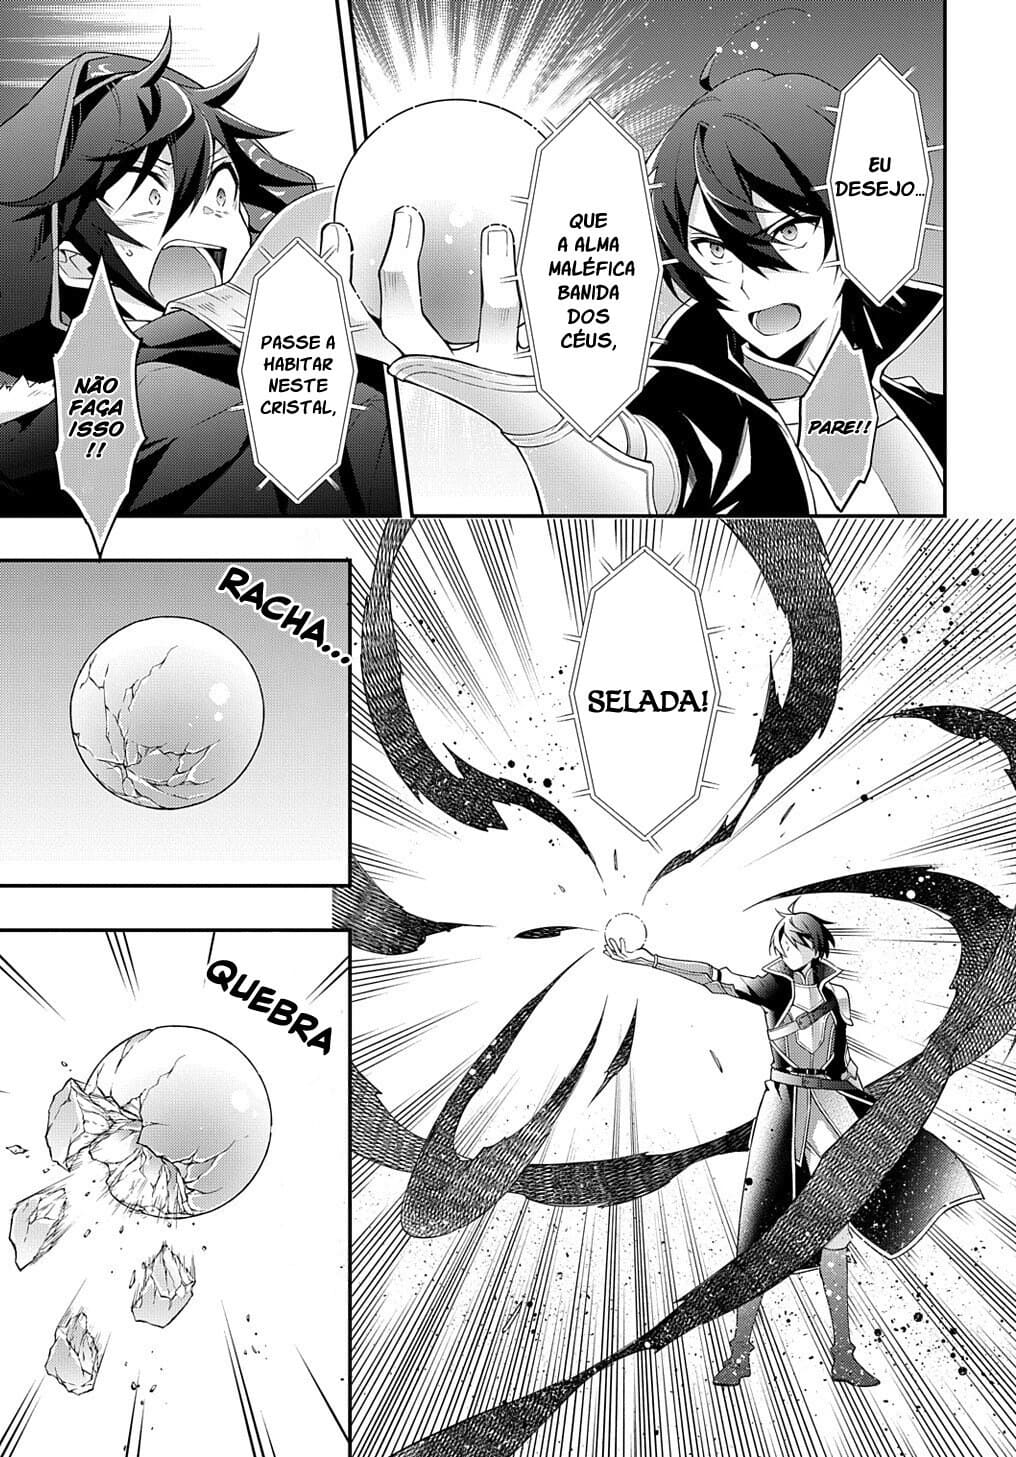 EU
DESEJO...
PARE!!
QUE
A ALMA
MALÉFICA
BANIDA
DOS
CÉUS,
PASSE A
HABITAR
NESTE
CRISTAL,
NÃO
FAÇA
ISSO
!!
SELADA!
RACHA...
QUEBRA